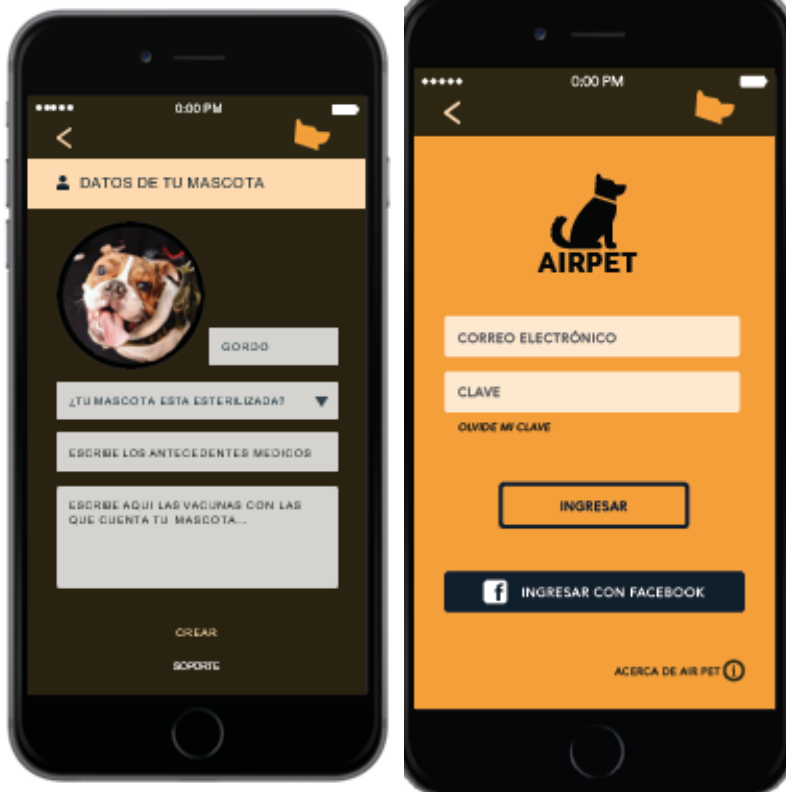 0:00 PM
DATOS DE TU MASCOTA
GORDO
¿TU MASCOTA ESTA ESTERILIZADA?
ESCRIBE LOS ANTECEDENTES MEDICOS
ESCRIBE AQUI LAS VACUNAS CON LAS
QUE CUENTA TU MASCOTA...
CREAR
SOPORTE
0:00 PM
AIRPET
CORREO ELECTRÓNICO
CLAVE
OLVIDE MI CLAVE
INGRESAR
f INGRESAR CON FACEBOOK
ACERCA DE AIR PET i